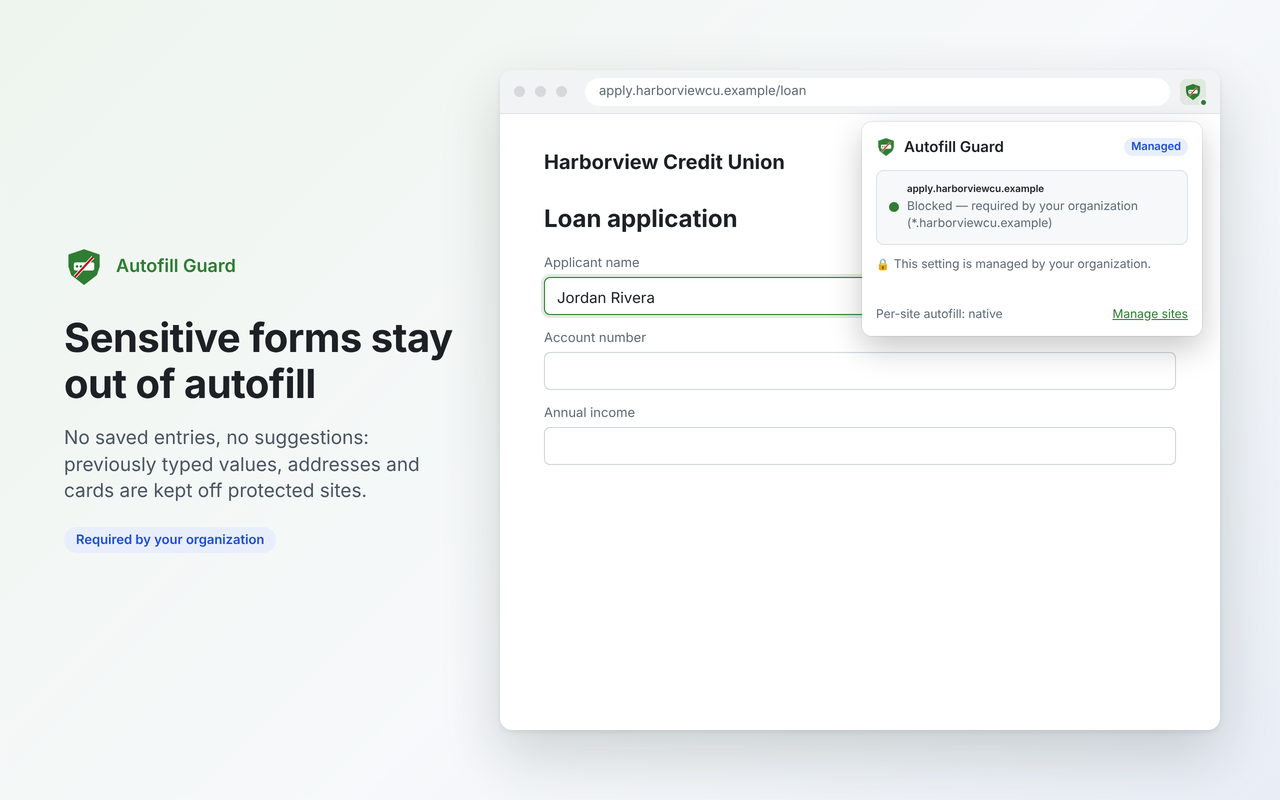 Autofill Guard
Sensitive forms stay
out of autofill
No saved entries, no suggestions:
previously typed values, addresses and
cards are kept off protected sites.
Required by your organization
apply.harborviewcu.example/loan
Harborview Credit Union
Loan application
Applicant name
Jordan Rivera
Account number
Annual income
Autofill Guard
Managed
apply.harborviewcu.example
Blocked — required by your organization
(*.harborviewcu.example)
🔒 This setting is managed by your organization.
Per-site autofill: native
Manage sites